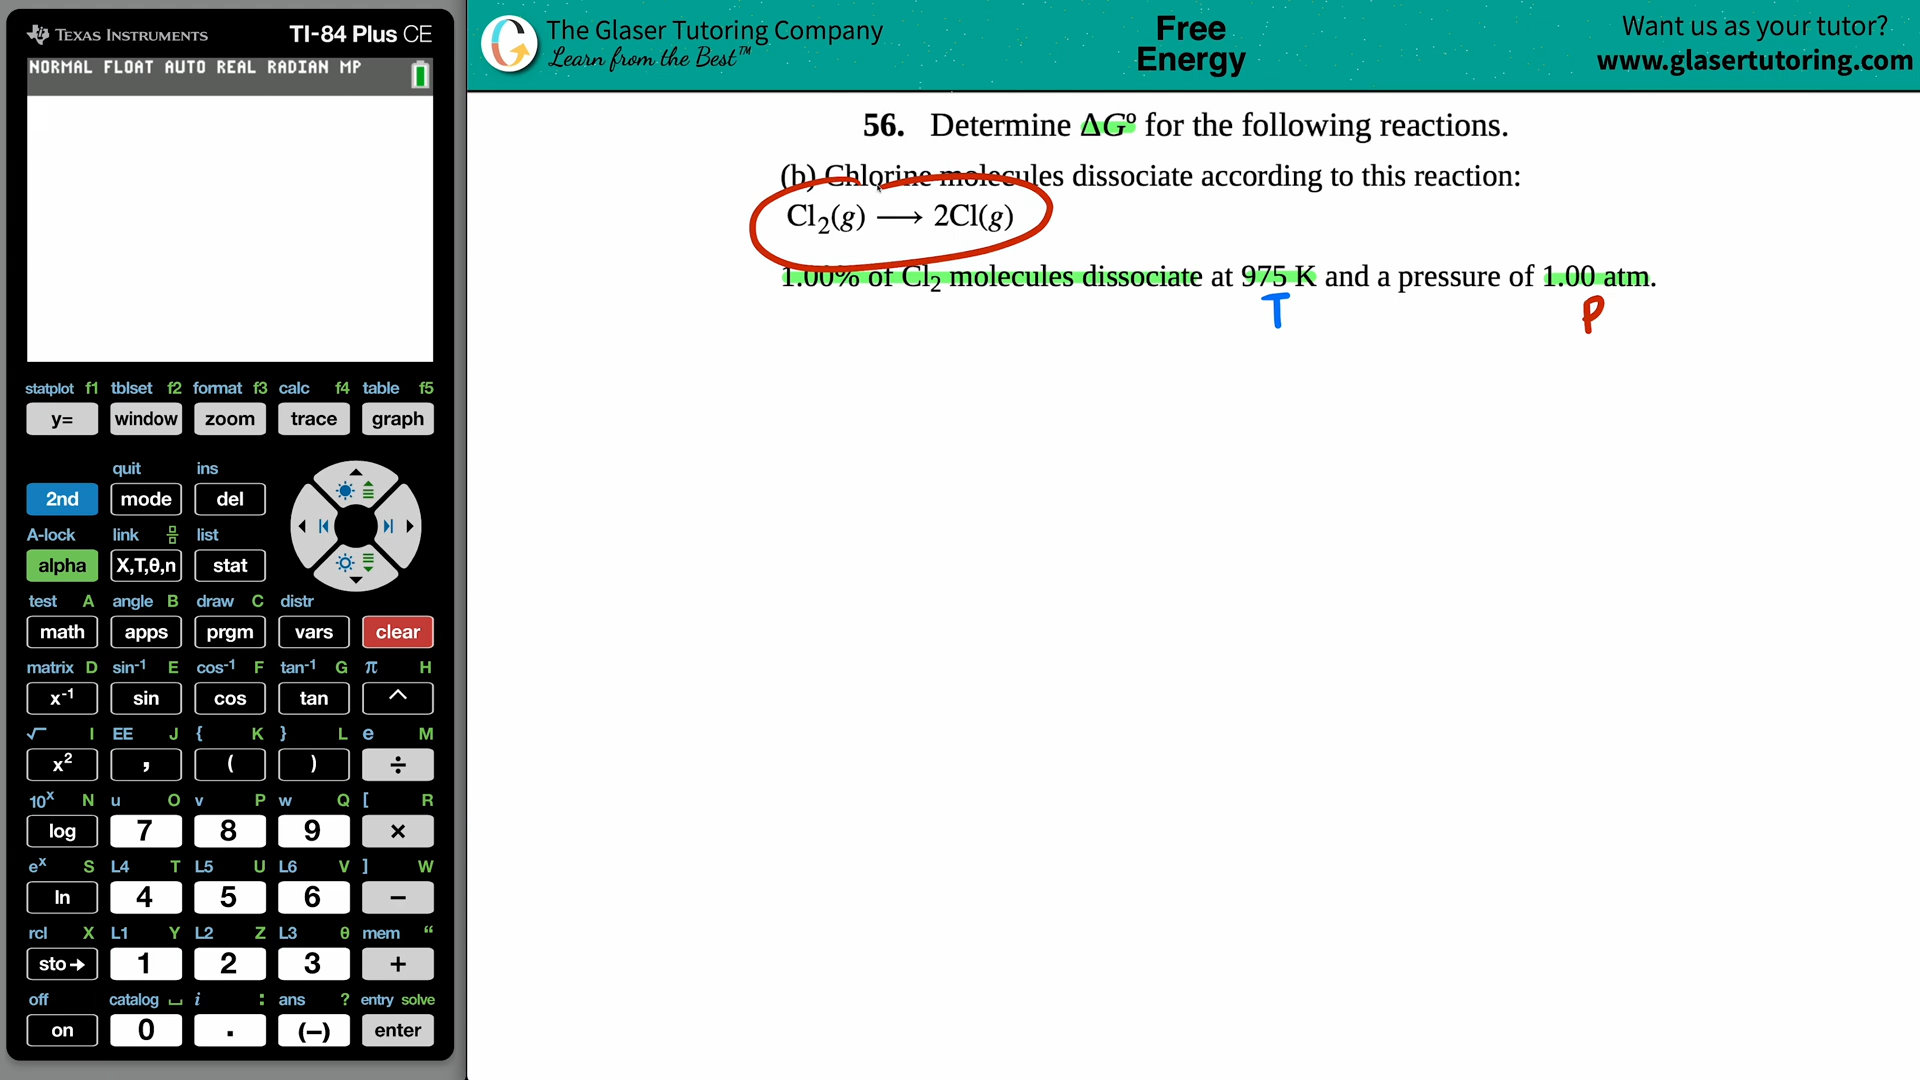 TEXAS INSTRUMENTS TI-84 Plus CE
NORMAL FLOAT AUTO REAL RADIAN MP
statplot f1 tblset f2 format f3 calc f4 table f5
y= window zoom trace graph
quit ins
2nd mode del
A-lock link list
alpha X,T,θ,n stat
test A angle B draw C distr
math apps prgm vars clear
matrix D sin⁻¹ E cos⁻¹ F tan⁻¹ G π H
x⁻¹ sin cos tan ^
√ I EE J { K } L e M
x² , ( ) ÷
10ˣ N u O v P w Q [ R
log 7 8 9 ×
eˣ S L4 T L5 U L6 V ] W
ln 4 5 6 −
rcl X L1 Y L2 Z L3 θ mem “
sto→ 1 2 3 +
off catalog ⎵ i : ans ? entry solve
on 0 . (−) enter
The Glaser Tutoring Company
Learn from the Best™
Free
Energy
Want us as your tutor?
www.glasertutoring.com
56. Determine ΔG° for the following reactions.
(b) Chlorine molecules dissociate according to this reaction:
Cl₂(g) ⟶ 2Cl(g)
1.00% of Cl₂ molecules dissociate at 975 K and a pressure of 1.00 atm.
T P